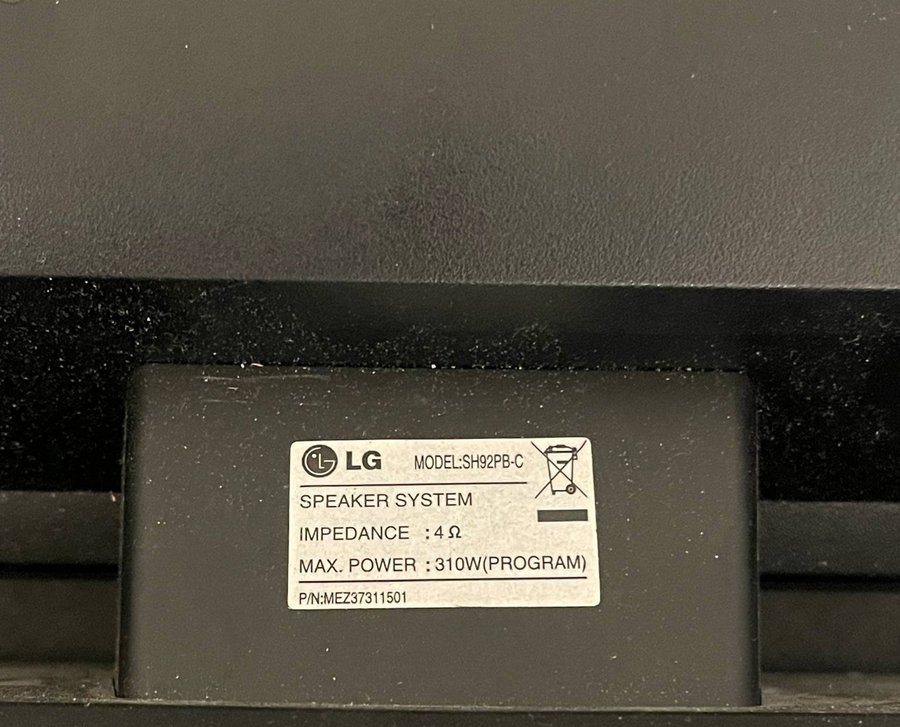 LG MODEL:SH92PB-C
SPEAKER SYSTEM
IMPEDANCE : 4 Ω
MAX. POWER : 310W(PROGRAM)
P/N:MEZ37311501